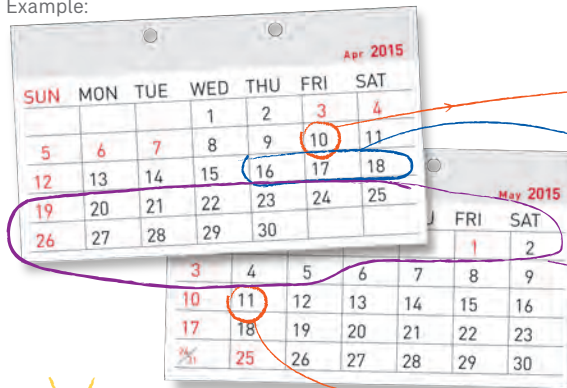 Example:
Apr 2015
SUN MON TUE WED THU FRI SAT
1 2 3 4
5 6 7 8 9 10 11
12 13 14 15 16 17 18
19 20 21 22 23 24 25
26 27 28 29 30
May 2015
FRI SAT
1 2
3 4 5 6 7 8 9
10 11 12 13 14 15 16
17 18 19 20 21 22 23
24/31 25 26 27 28 29 30